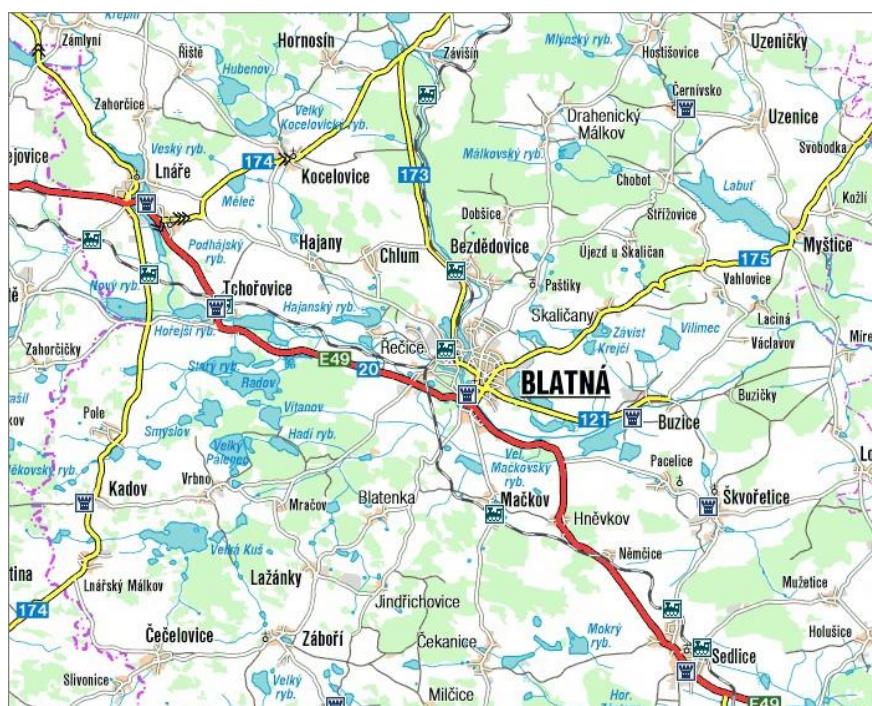 Zámlyní
Hornosín
Závišín
Mlýnský ryb.
Hostišovice
Uzeničky
Řiště
Hubenov
Zahorčice
Velký
Kocelovický ryb.
Černívsko
Drahenický
Málkov
Uzenice
Veský ryb.
174
Kocelovice
173
Málkovský ryb.
Svobodka
Lnáře
Chobot
Labuť
Kožlí
Měleč
Dobšice
Střížovice
Podhájský
ryb.
Hajany
Chlum
Bezdědovice
Újezd u Skaličan
175
Myštice
Nový ryb.
Tchořovice
Paštiky
Vahlovice
Hajanský ryb.
Skaličany
Hořejší ryb.
Závist
Krejčí
Vilimec
Laciná
Zahorčičky
Řečice
Václavov
Starý ryb.
E49
20
Radov
BLATNÁ
Buzičky
Pole
Vitanov
Smyslov
Hadí ryb.
121
Buzice
Velký
Pálenec
Vel.
Mačkovský
ryb.
Pacelice
Kadov
Vrbno
Blatenka
Mačkov
Škvořetice
Mračov
Hněvkov
Velká Kuš
Němčice
Lnářský Málkov
Lažánky
Mužetice
174
Jindřichovice
Čečelovice
Záboří
Čekanice
Mokrý
ryb.
Holušice
Sedlice
Slivonice
Velký
ryb.
Milčice
Hor.
E49